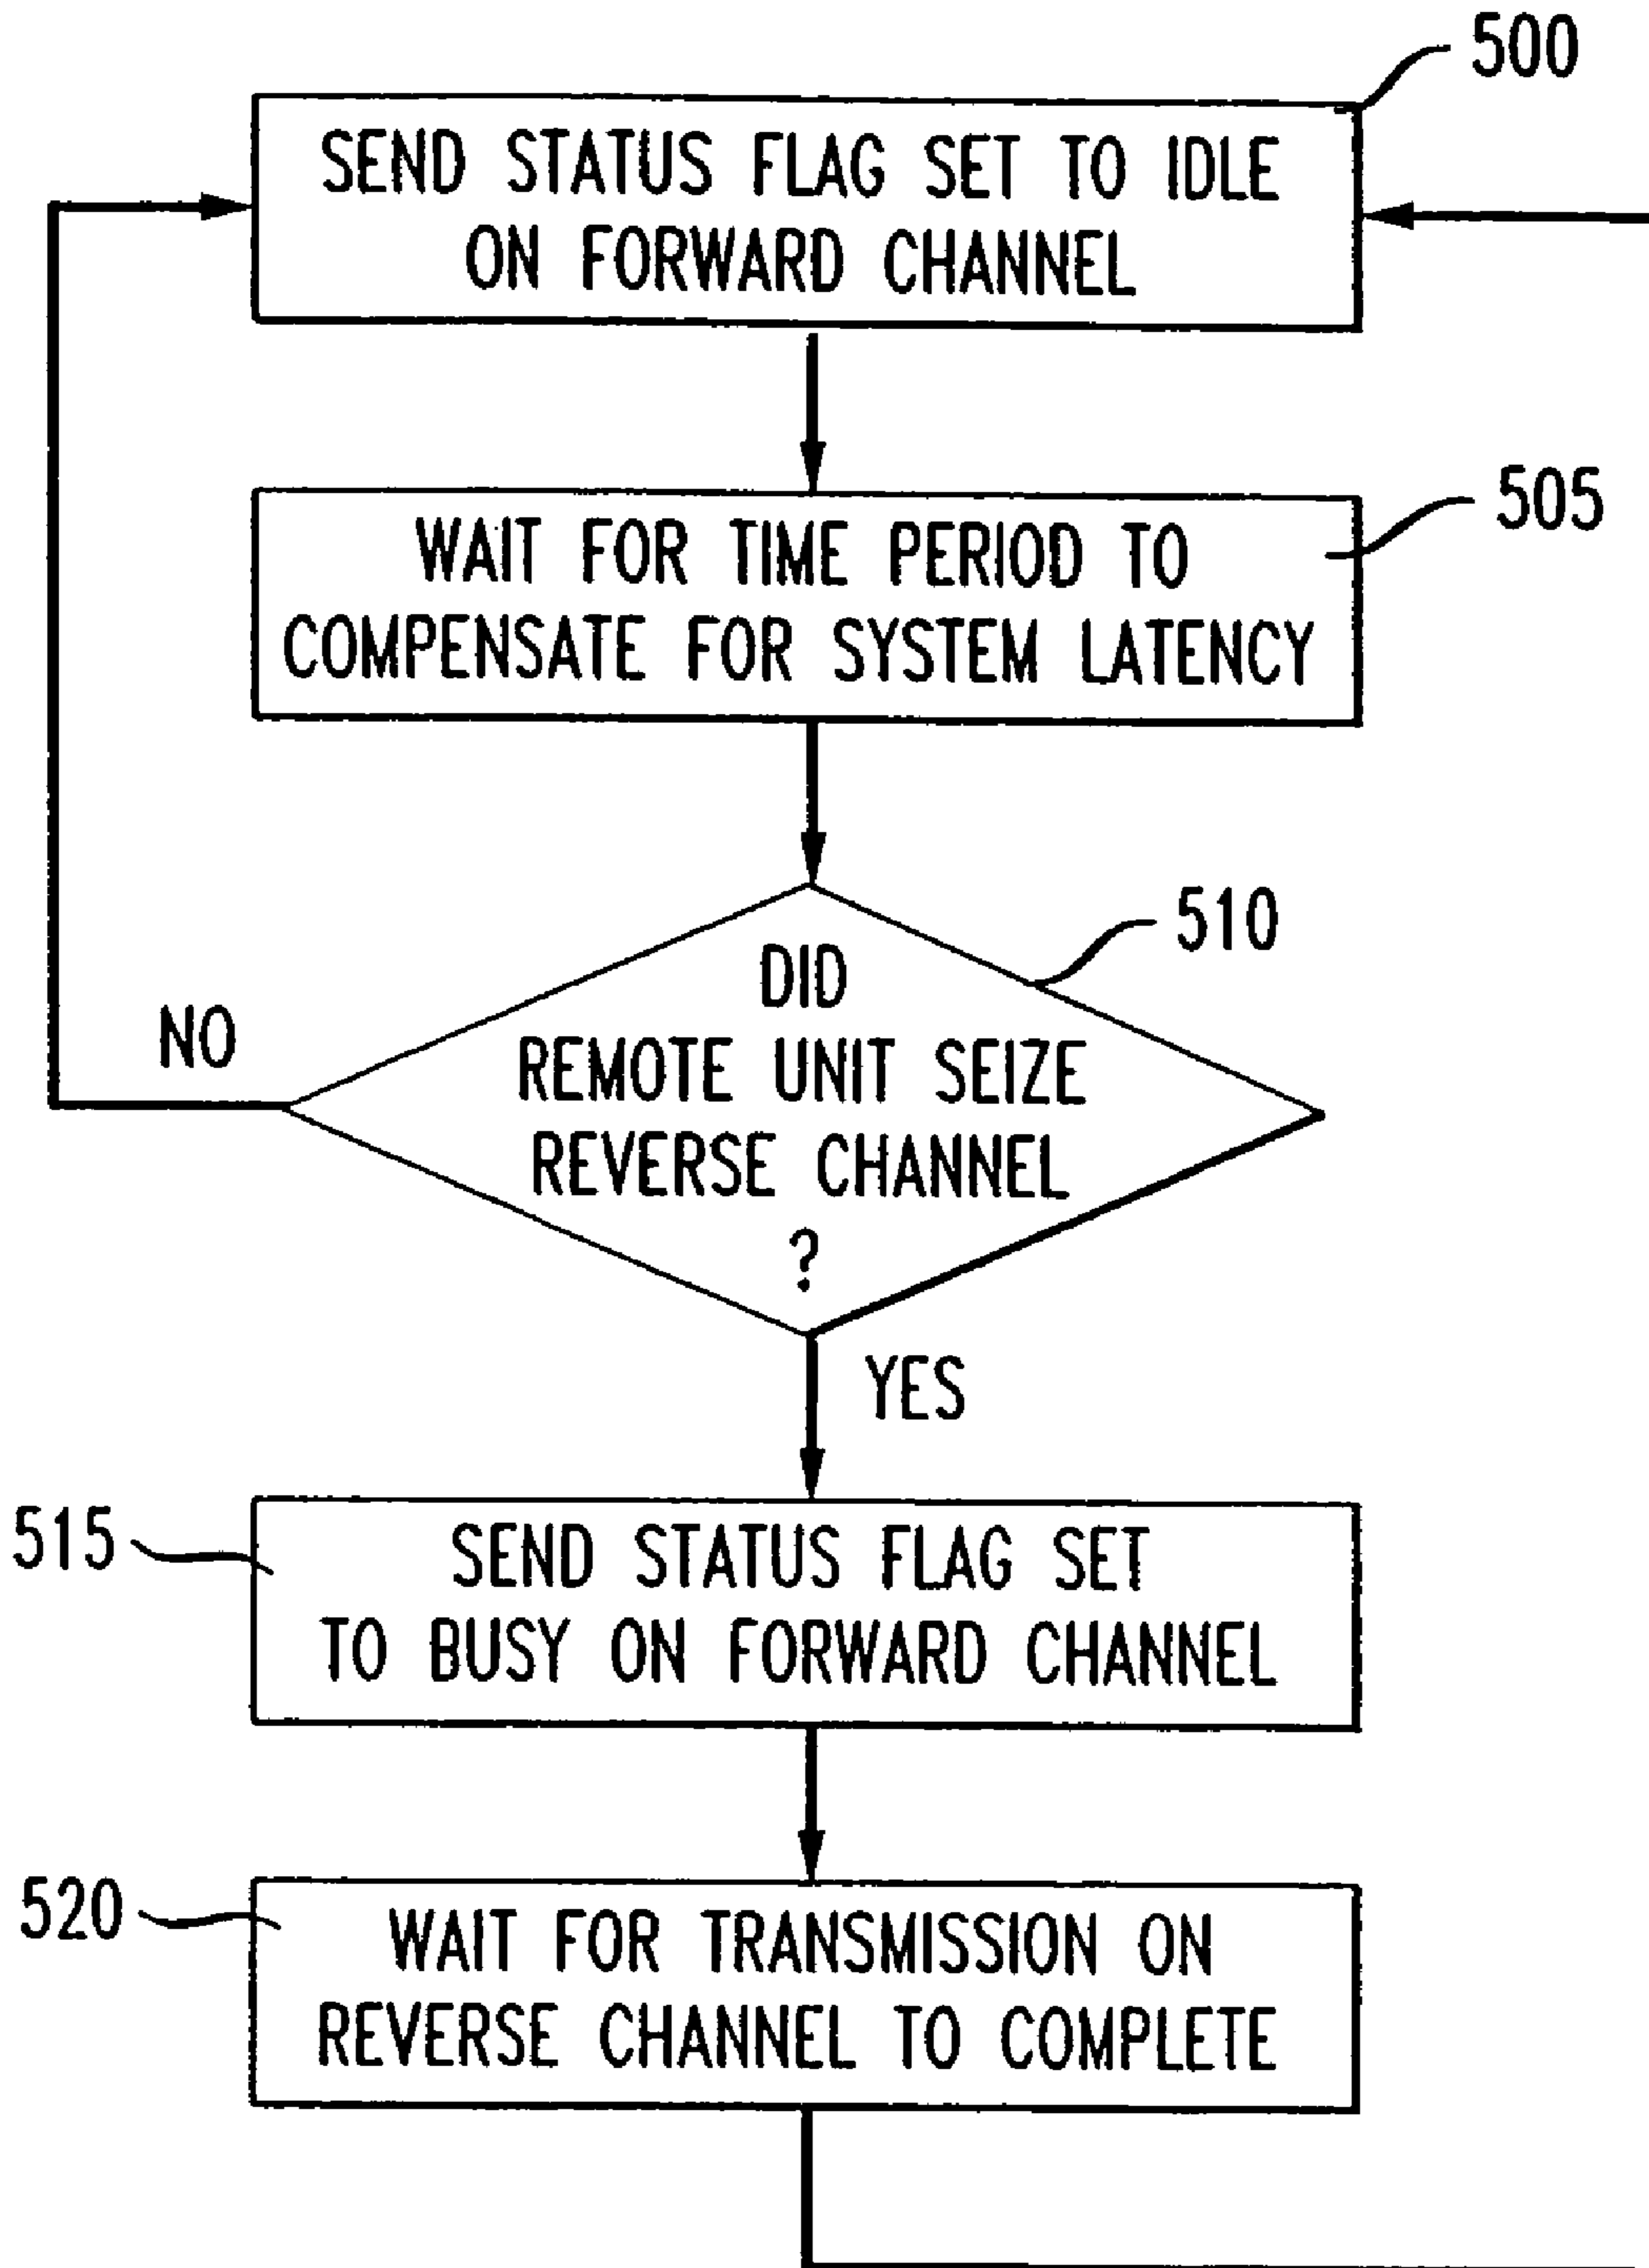 500
SEND STATUS FLAG SET TO IDLE
ON FORWARD CHANNEL
505
WAIT FOR TIME PERIOD TO
COMPENSATE FOR SYSTEM LATENCY
510
DID
REMOTE UNIT SEIZE
REVERSE CHANNEL
?
NO
YES
515
SEND STATUS FLAG SET
TO BUSY ON FORWARD CHANNEL
520
WAIT FOR TRANSMISSION ON
REVERSE CHANNEL TO COMPLETE